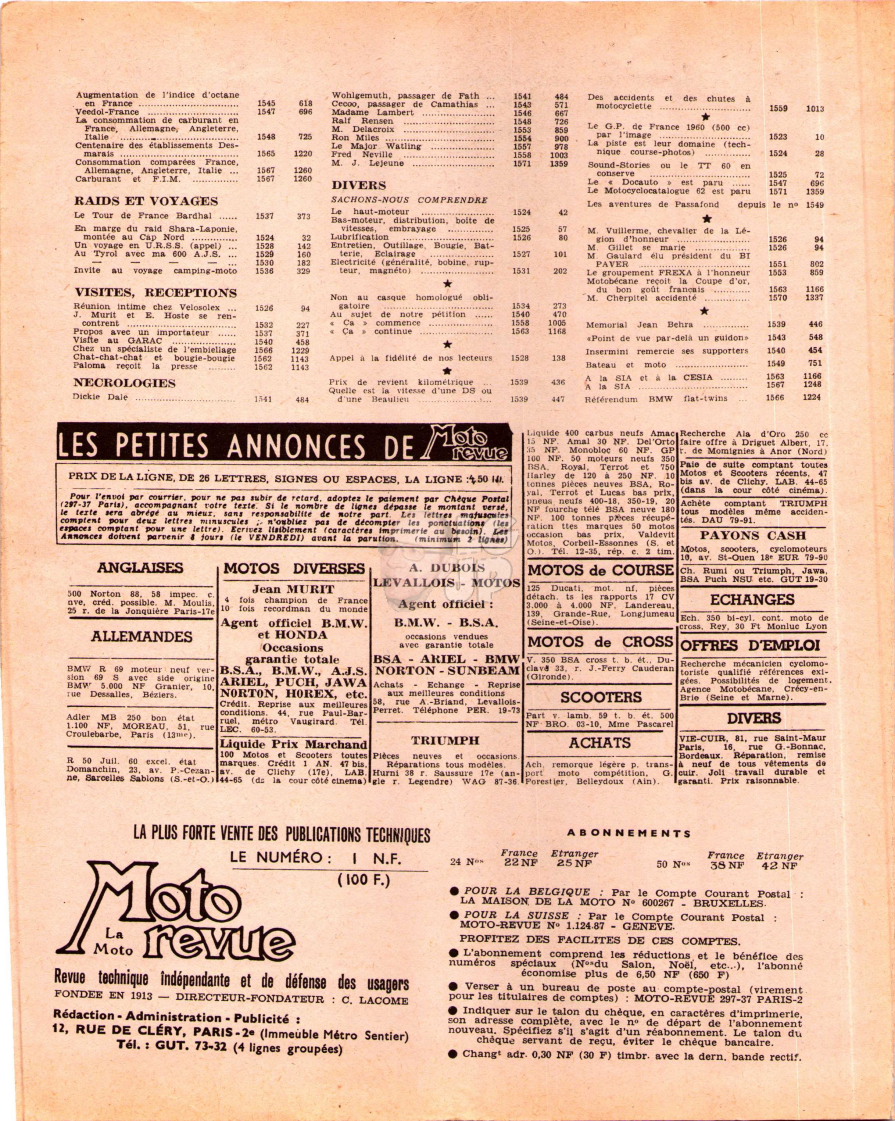 Augmentation de l'indice d'octane
en France ... 1545 618
Veedol-France ... 1547 696
La consommation de carburant en
France, Allemagne, Angleterre,
Italie ... 1548 725
Centenaire des établissements Des-
marais ... 1565 1220
Consommation comparées France,
Allemagne, Angleterre, Italie ... 1567 1260
Carburant et F.I.M. ... 1567 1260
RAIDS ET VOYAGES
Le Tour de France Bardhal ... 1537 373
En marge du raid Shara-Laponie,
montée au Cap Nord ... 1524 32
Un voyage en U.R.S.S. (appel) ... 1528 142
Au Tyrol avec ma 600 A.J.S. ... 1529 160
— — — ... 1530 182
Invite au voyage camping-moto 1536 329
VISITES, RECEPTIONS
Réunion intime chez Velosolex ... 1526 94
J. Murit et E. Hoste se ren-
contrent ... 1532 227
Propos avec un importateur ... 1537 371
Visite au GARAC ... 1540 458
Chez un spécialiste de l'embiellage 1566 1229
Chat-chat-chat et bougie-bougie 1562 1143
Paloma reçoit la presse ... 1562 1143
NECROLOGIES
Dickie Dale ... 1541 484
Wohlgemuth, passager de Fath ... 1541 484
Cecco, passager de Camathias ... 1543 571
Madame Lambert ... 1546 667
Ralf Rensen ... 1548 726
M. Delacroix ... 1553 859
Ron Miles ... 1554 900
Le Major Watling ... 1557 978
Fred Neville ... 1558 1003
M. J. Lejeune ... 1571 1359
DIVERS
SACHONS-NOUS COMPRENDRE
Le haut-moteur ... 1524 42
Bas-moteur, distribution, boîte de
vitesses, embrayage ... 1525 57
Lubrification ... 1526 80
Entretien, Outillage, Bougie, Bat-
terie, Eclairage ... 1527 101
Electricité (généralité, bobine, rup-
teur, magnéto) ... 1531 202
★
Non au casque homologué obli-
gatoire ... 1534 273
Au sujet de notre pétition ... 1540 470
« Ca » commence ... 1558 1005
« Ça » continue ... 1563 1168
★
Appel à la fidélité de nos lecteurs 1528 138
★
Prix de revient kilométrique ... 1539 436
Quelle est la vitesse d'une DS ou
d'une Beaulieu ... 1539 447
Des accidents et des chutes à
motocyclette ... 1559 1013
★
Le G.P. de France 1960 (500 cc)
par l'image ... 1523 10
La piste est leur domaine (tech-
nique course-photos) ... 1524 28
Sound-Stories ou le TT 60 en
conserve ... 1525 72
Le « Docauto » est paru ... 1547 696
Le Motocyclocatalogue 62 est paru 1571 1359
Les aventures de Passafond depuis le nº 1549
★
M. Vuillerme, chevalier de la Lé-
gion d'honneur ... 1526 94
M. Gillet se marie ... 1526 94
M. Gaulard élu président du BI
PAVER ... 1551 802
Le groupement FREXA à l'honneur 1553 859
Motobécane reçoit la Coupe d'or,
du bon goût français ... 1563 1166
M. Cherpitel accidenté ... 1570 1337
★
Memorial Jean Behra ... 1539 446
«Point de vue par-delà un guidon» 1543 548
Insermini remercie ses supporters 1540 454
Bateau et moto ... 1549 751
A la SIA et à la CESIA ... 1563 1166
A la SIA ... 1567 1248
Référendum BMW flat-twins ... 1566 1224
LES PETITES ANNONCES DE Moto revue
PRIX DE LA LIGNE, DE 26 LETTRES, SIGNES OU ESPACES, LA LIGNE : 4,50 NF.
Pour l'envoi par courrier, pour ne pas subir de retard, adoptez le paiement par Chèque Postal
(297-37 Paris), accompagnant votre texte. Si le nombre de lignes dépasse le montant versé,
le texte sera abrégé au mieux, sans responsabilité de notre part. Les lettres majuscules
comptent pour deux lettres minuscules ; n'oubliez pas de décompter les ponctuations (les
espaces comptant pour une lettre). Ecrivez lisiblement (caractères imprimerie au besoin). Les
Annonces doivent parvenir 8 jours (le VENDREDI) avant la parution. (minimum 2 lignes)
ANGLAISES
500 Norton 88, 58 impec. c.
nve, créd. possible. M. Moulis,
25 r. de la Jonquière Paris-17e
ALLEMANDES
BMW R 69 moteur neuf ver-
sion 69 S avec side origine
BMW 5.000 NF Granier, 10,
rue Dessalles, Béziers.
Adler MB 250 bon état
1.100 NF, MOREAU, 51, rue
Croulebarbe, Paris (13me).
R 50 Juil. 60 excel. état
Domanchin, 23, av. P.-Cezan-
ne, Sarcelles Sablons (S.-et-O.)
MOTOS DIVERSES
Jean MURIT
4 fois champion de France
10 fois recordman du monde
Agent officiel B.M.W.
et HONDA
Occasions
garantie totale
B.S.A., B.M.W., A.J.S.
ARIEL, PUCH, JAWA
NORTON, HOREX, etc.
Crédit. Reprise aux meilleures
conditions. 44, rue Paul-Bar-
ruel, métro Vaugirard. Tél.
LEC. 60-53.
Liquide Prix Marchand
100 Motos et Scooters toutes
marques. Crédit 1 AN. 47 bis,
av. de Clichy (17e), LAB.
44-65 (dc la cour côté cinéma)
A. DUBOIS
LEVALLOIS - MOTOS
Agent officiel :
B.M.W. - B.S.A.
occasions vendues
avec garantie totale
BSA - ARIEL - BMW
NORTON - SUNBEAM
Achats - Echange - Reprise
aux meilleures conditions
58, rue A.-Briand, Levallois-
Perret. Téléphone PER. 19-73
TRIUMPH
Pièces neuves et occasions.
Réparations tous modèles.
Hurni 38 r. Saussure 17e (an-
gle r. Legendre) WAG 87-36.
Liquide 400 carbus neufs Amac
15 NF. Amal 30 NF. Del'Orto
35 NF. Monobloc 60 NF. GP
100 NF. 50 moteurs neufs 350
BSA. Royal, Terrot et 750
Harley de 120 à 250 NF. 10
tonnes pièces neuves BSA, Ro-
yal, Terrot et Lucas bas prix,
pneus neufs 400-18, 350-19, 20
NF fourche télé BSA neuve 180
NF. 100 tonnes pièces récupé-
ration ttes marques 50 motos
occasion bas prix. Valdevit
Motos, Corbeil-Essonnes (S. et
O.). Tél. 12-35, rép. c. 2 tim.
MOTOS de COURSE
125 Ducati, mot. nf, pièces
détach. ts les rapports 17 CV
3.000 à 4.000 NF, Landereau,
139, Grande-Rue, Longjumeau
(Seine-et-Oise).
MOTOS de CROSS
V. 350 BSA cross t. b. ét., Du-
clavé 33, r. J.-Ferry Cauderan
(Gironde).
SCOOTERS
Part v. lamb. 59 t. b. ét. 500
NF BRO. 03-10, Mme Pascarel
ACHATS
Ach. remorque légère p. trans-
port moto compétition, G.
Forestier, Belleydoux (Ain).
Recherche Ala d'Oro 250 cc
faire offre à Driguet Albert, 17,
r. de Momignies à Anor (Nord)
Paie de suite comptant toutes
Motos et Scooters récents, 47
bis av. de Clichy. LAB. 44-65
(dans la cour côté cinéma).
Achète comptant TRIUMPH
tous modèles même acciden-
tés. DAU 79-91.
PAYONS CASH
Motos, scooters, cyclomoteurs
10, av. St-Ouen 18e EUR 79-90
Ch. Rumi ou Triumph, Jawa,
BSA Puch NSU etc. GUT 19-30
ECHANGES
Ech. 350 bi-cyl. cont. moto de
cross. Rey, 30 Ft Monluc Lyon
OFFRES D'EMPLOI
Recherche mécanicien cyclomo-
toriste qualifié références exi-
gées. Possibilités de logement.
Agence Motobécane, Crécy-en-
Brie (Seine et Marne).
DIVERS
VIE-CUIR, 81, rue Saint-Maur
Paris, 16, rue G.-Bonnac,
Bordeaux. Réparation, remise
à neuf de tous vêtements de
cuir. Joli travail durable et
garanti. Prix raisonnable.
LA PLUS FORTE VENTE DES PUBLICATIONS TECHNIQUES
LE NUMÉRO : 1 N.F.
(100 F.)
La Moto
Moto revue
Revue technique indépendante et de défense des usagers
FONDEE EN 1913 — DIRECTEUR-FONDATEUR : C. LACOME
Rédaction - Administration - Publicité :
12, RUE DE CLÉRY, PARIS-2e (Immeuble Métro Sentier)
Tél. : GUT. 73-32 (4 lignes groupées)
ABONNEMENTS
France Etranger France Etranger
24 Nos 22 NF 25 NF 50 Nos 38 NF 42 NF
● POUR LA BELGIQUE : Par le Compte Courant Postal :
LA MAISON DE LA MOTO Nº 600267 - BRUXELLES.
● POUR LA SUISSE : Par le Compte Courant Postal :
MOTO-REVUE Nº 1.124.87 - GENEVE.
PROFITEZ DES FACILITES DE CES COMPTES.
● L'abonnement comprend les réductions et le bénéfice des
numéros spéciaux (Nos du Salon, Noël, etc...), l'abonné
économise plus de 6,50 NF (650 F)
● Verser à un bureau de poste au compte-postal (virement
pour les titulaires de comptes) : MOTO-REVUE 297-37 PARIS-2
● Indiquer sur le talon du chèque, en caractères d'imprimerie,
son adresse complète, avec le nº de départ de l'abonnement
nouveau. Spécifiez s'il s'agit d'un réabonnement. Le talon du
chèque servant de reçu, éviter le chèque bancaire.
● Changt adr. 0,30 NF (30 F) timbr. avec la dern. bande rectif.